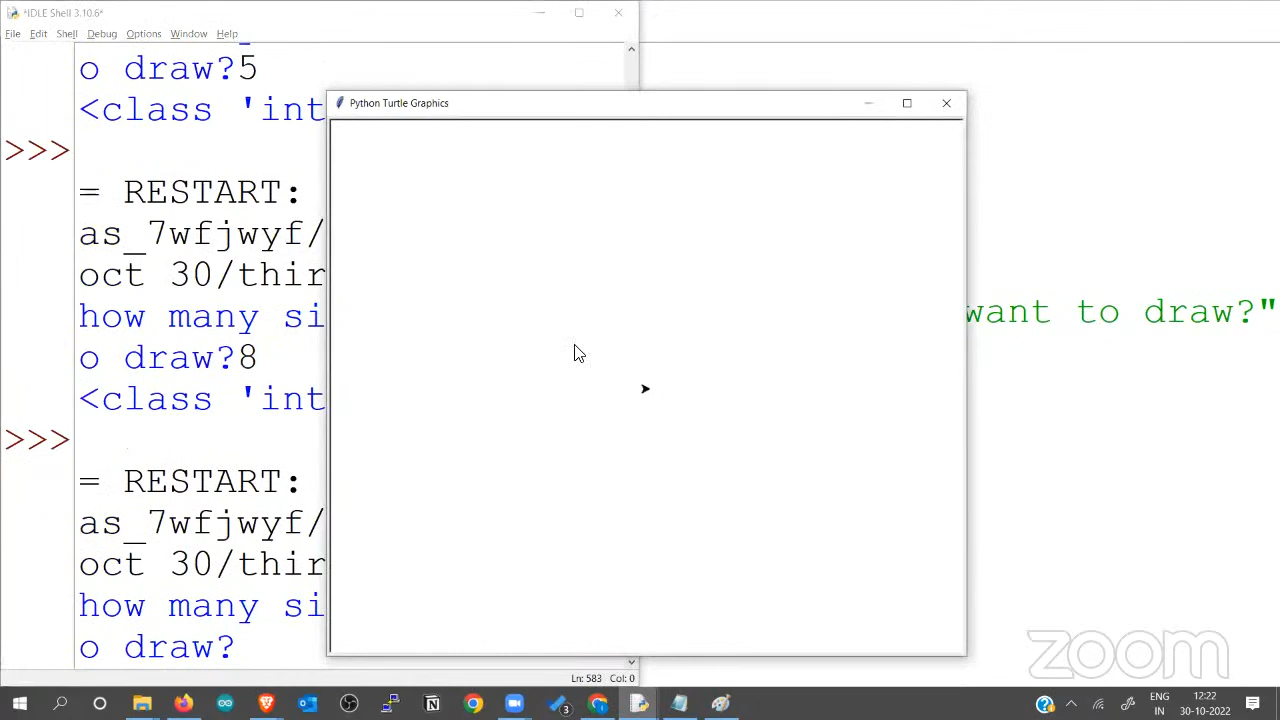 *IDLE Shell 3.10.6*
File Edit Shell Debug Options Window Help
o draw?5
<class 'int
>>>
= RESTART:
as_7wfjwyf/
oct 30/thir
how many si
o draw?8
<class 'int
>>>
= RESTART:
as_7wfjwyf/
oct 30/thir
how many si
o draw?
Ln: 583 Col: 0
Python Turtle Graphics
want to draw?"
zoom
3
ENG
IN
12:22
30-10-2022